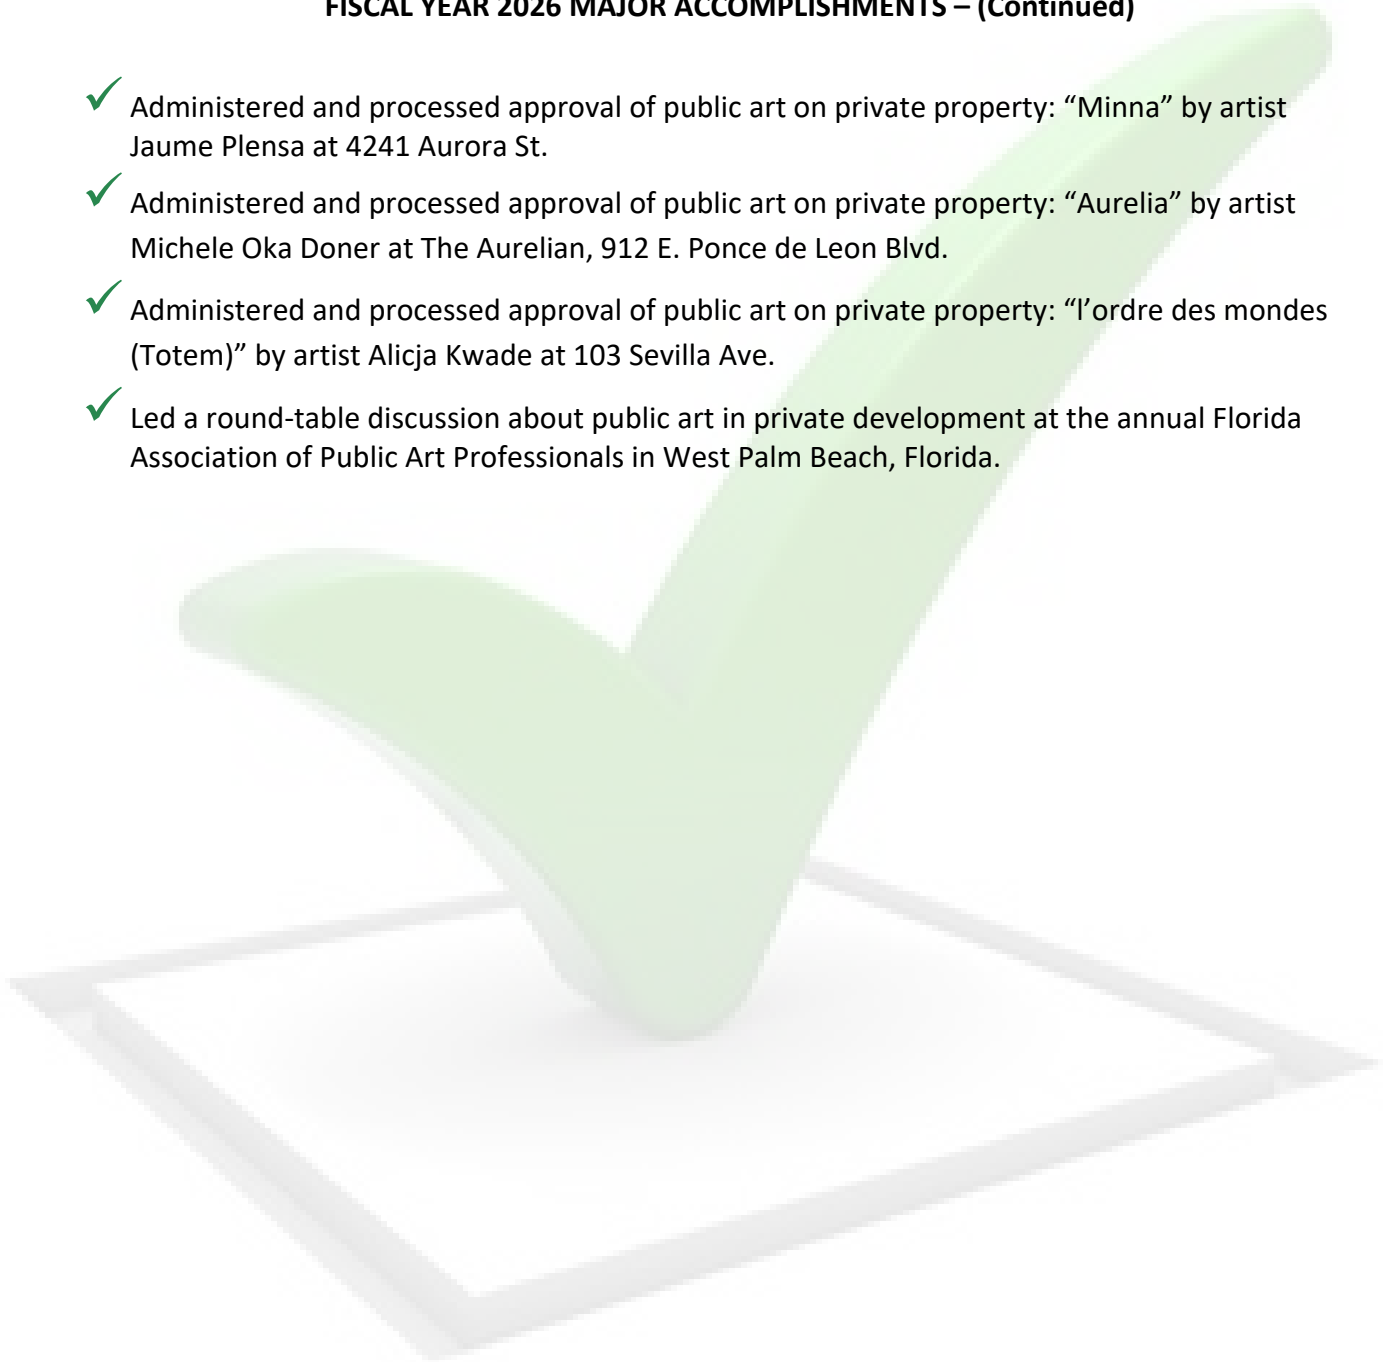 FISCAL YEAR 2026 MAJOR ACCOMPLISHMENTS – (Continued)
Administered and processed approval of public art on private property: “Minna” by artist
Jaume Plensa at 4241 Aurora St.
Administered and processed approval of public art on private property: “Aurelia” by artist
Michele Oka Doner at The Aurelian, 912 E. Ponce de Leon Blvd.
Administered and processed approval of public art on private property: “l’ordre des mondes
(Totem)” by artist Alicja Kwade at 103 Sevilla Ave.
Led a round-table discussion about public art in private development at the annual Florida
Association of Public Art Professionals in West Palm Beach, Florida.